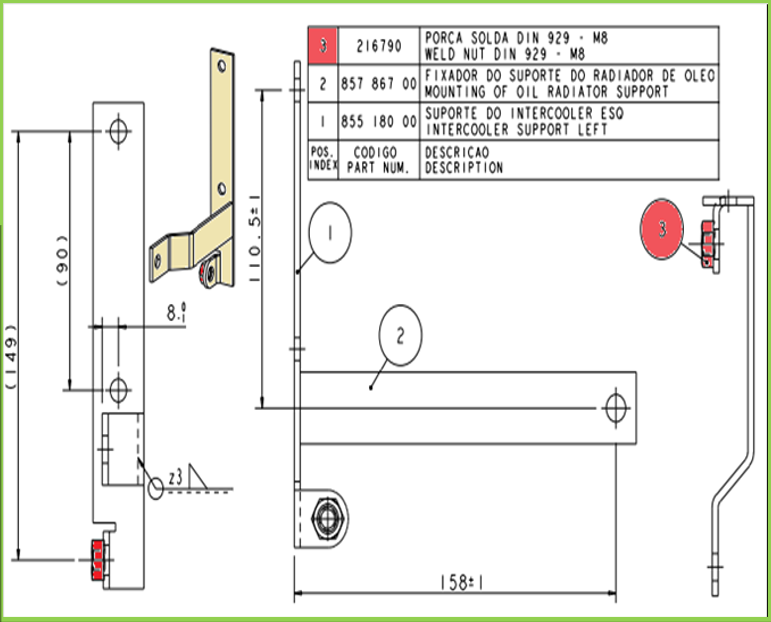 3 216790 PORCA SOLDA DIN 929 - M8
WELD NUT DIN 929 - M8
2 857 867 00 FIXADOR DO SUPORTE DO RADIADOR DE OLEO
MOUNTING OF OIL RADIATOR SUPPORT
1 855 180 00 SUPORTE DO INTERCOOLER ESQ
INTERCOOLER SUPPORT LEFT
POS. CODIGO DESCRICAO
INDEX PART NUM. DESCRIPTION
(149)
(90)
8.
0
1
z3
110.5±1
1
2
3
158±1